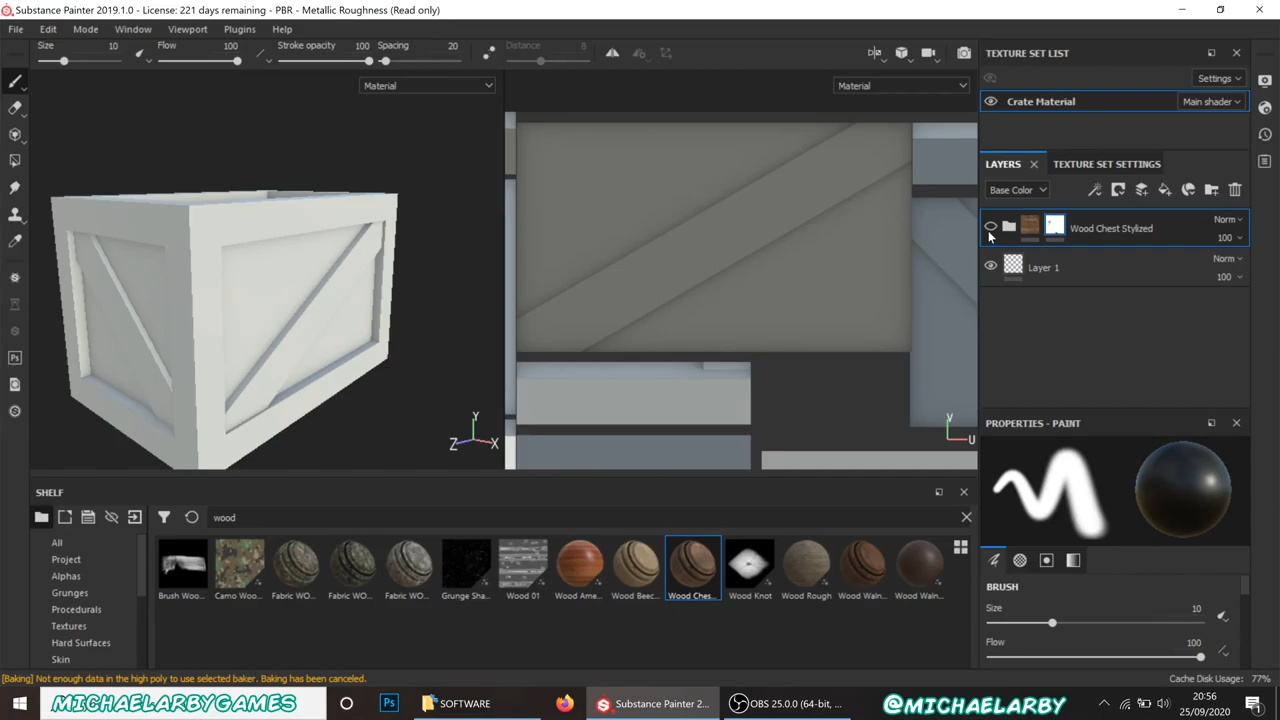 Substance Painter 2019.1.0 - License: 221 days remaining - PBR - Metallic Roughness (Read only)
File Edit Mode Window Viewport Plugins Help
Size 10 Flow 100 Stroke opacity 100 Spacing 20 Distance 8
Material
Material
Z Y X
V U
TEXTURE SET LIST
Settings
Crate Material Main shader
LAYERS TEXTURE SET SETTINGS
Base Color
Wood Chest Stylized Norm 100
Layer 1 Norm 100
PROPERTIES - PAINT
BRUSH
Size 10
Flow 100
SHELF
wood
All
Project
Alphas
Grunges
Procedurals
Textures
Hard Surfaces
Skin
Brush Woo... Camo Woo... Fabric WO... Fabric WO... Fabric WO... Grunge Sha... Wood 01 Wood Ame... Wood Beec... Wood Ches... Wood Knot Wood Rough Wood Waln... Wood Waln...
[Baking] Not enough data in the high poly to use selected baker. Baking has been canceled.
Cache Disk Usage: 77%
MICHAELARBYGAMES
Ps
SOFTWARE
Substance Painter 2...
OBS 25.0.0 (64-bit, ...
@MICHAELARBY
20:56
25/09/2020
1